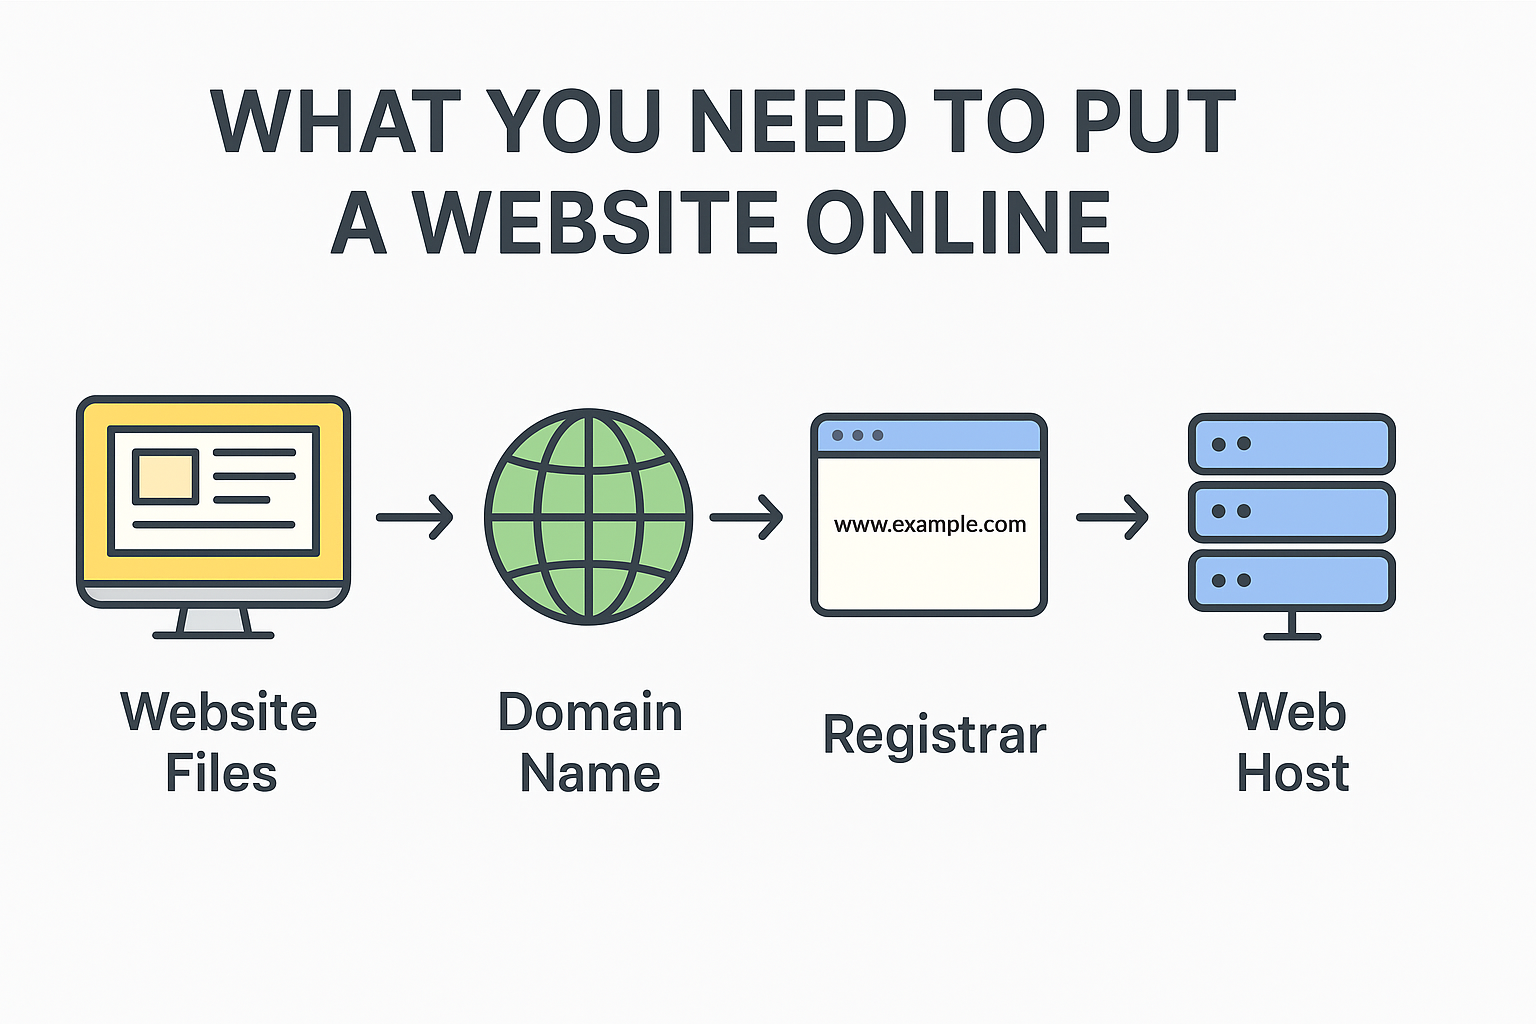 WHAT YOU NEED TO PUT
A WEBSITE ONLINE
www.example.com
Website
Files
Domain
Name
Registrar
Web
Host